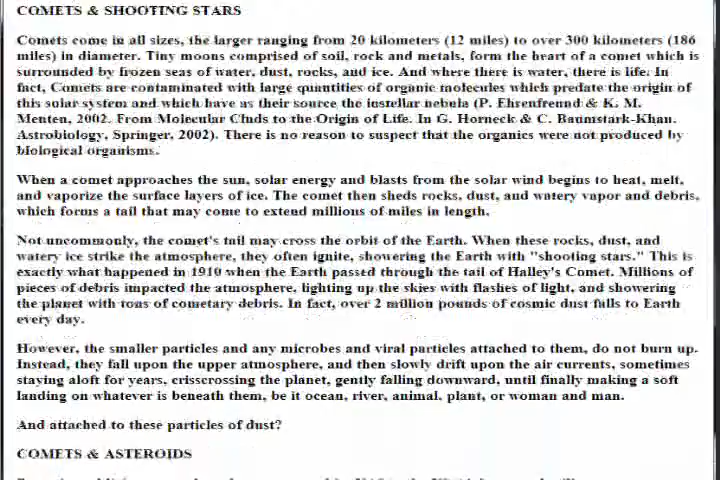 COMETS & SHOOTING STARS
Comets come in all sizes, the larger ranging from 20 kilometers (12 miles) to over 300 kilometers (186
miles) in diameter. Tiny moons comprised of soil, rock and metals, form the heart of a comet which is
surrounded by frozen seas of water, dust, rocks, and ice. And where there is water, there is life. In
fact, Comets are contaminated with large quantities of organic molecules which predate the origin of
this solar system and which have as their source the instellar nebula (P. Ehrenfreund & K. M.
Menten, 2002. From Molecular Cluds to the Origin of Life. In G. Horneck & C. Baumstark-Khan.
Astrobiology, Springer, 2002). There is no reason to suspect that the organics were not produced by
biological organisms.
When a comet approaches the sun, solar energy and blasts from the solar wind begins to heat, melt,
and vaporize the surface layers of ice. The comet then sheds rocks, dust, and watery vapor and debris,
which forms a tail that may come to extend millions of miles in length.
Not uncommonly, the comet's tail may cross the orbit of the Earth. When these rocks, dust, and
watery ice strike the atmosphere, they often ignite, showering the Earth with "shooting stars." This is
exactly what happened in 1910 when the Earth passed through the tail of Halley's Comet. Millions of
pieces of debris impacted the atmosphere, lighting up the skies with flashes of light, and showering
the planet with tons of cometary debris. In fact, over 2 million pounds of cosmic dust falls to Earth
every day.
However, the smaller particles and any microbes and viral particles attached to them, do not burn up.
Instead, they fall upon the upper atmosphere, and then slowly drift upon the air currents, sometimes
staying aloft for years, crisscrossing the planet, gently falling downward, until finally making a soft
landing on whatever is beneath them, be it ocean, river, animal, plant, or woman and man.
And attached to these particles of dust?
COMETS & ASTEROIDS